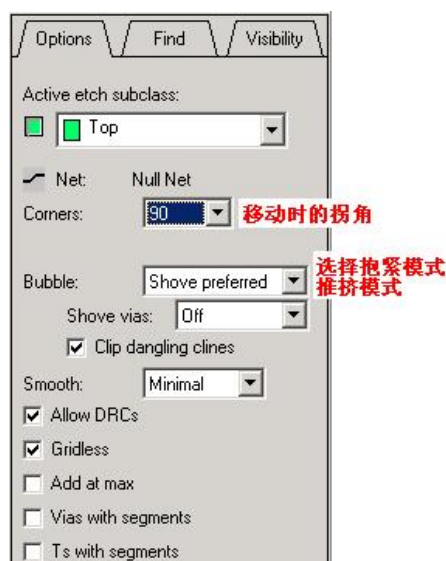 Options Find Visibility
Active etch subclass:
Top
Net: Null Net
Corners: 90 移动时的拐角
选择抱紧模式
Bubble: Shove preferred 推挤模式
Shove vias: Off
Clip dangling clines
Smooth: Minimal
Allow DRCs
Gridless
Add at max
Vias with segments
Ts with segments